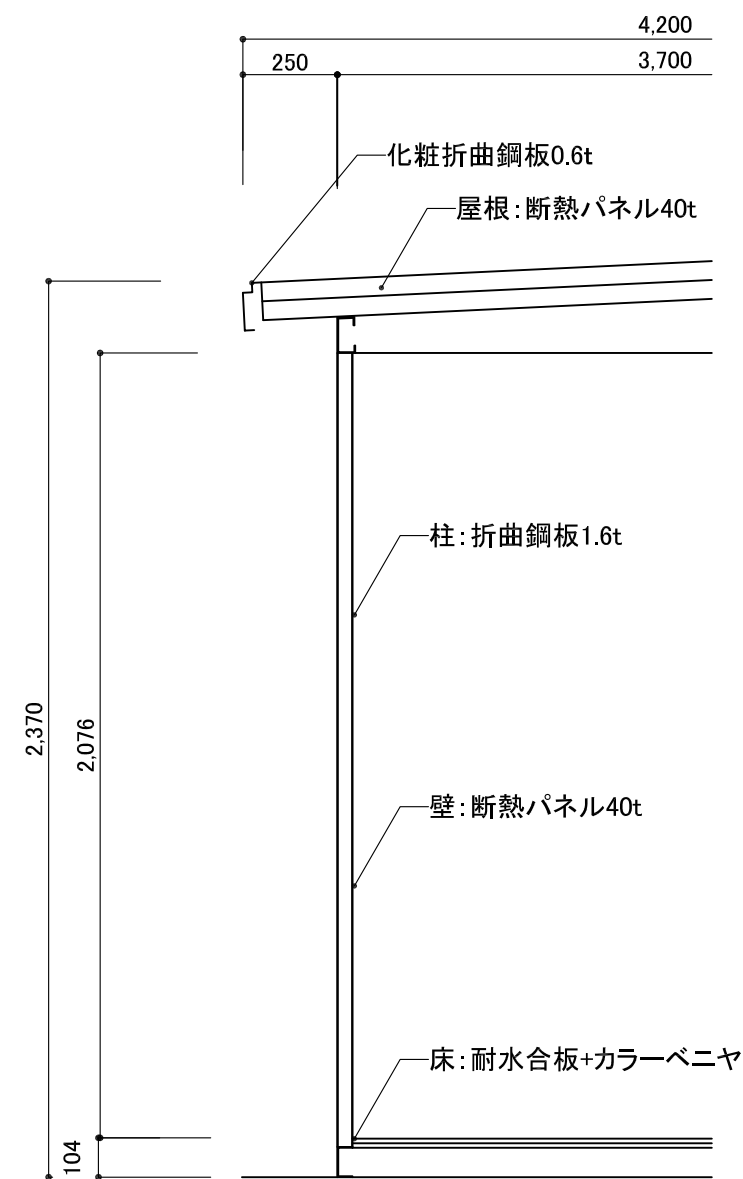 4,200
250
3,700
化粧折曲鋼板0.6t
屋根:断熱パネル40t
柱:折曲鋼板1.6t
2,370
2,076
壁:断熱パネル40t
床:耐水合板+カラーベニヤ
104